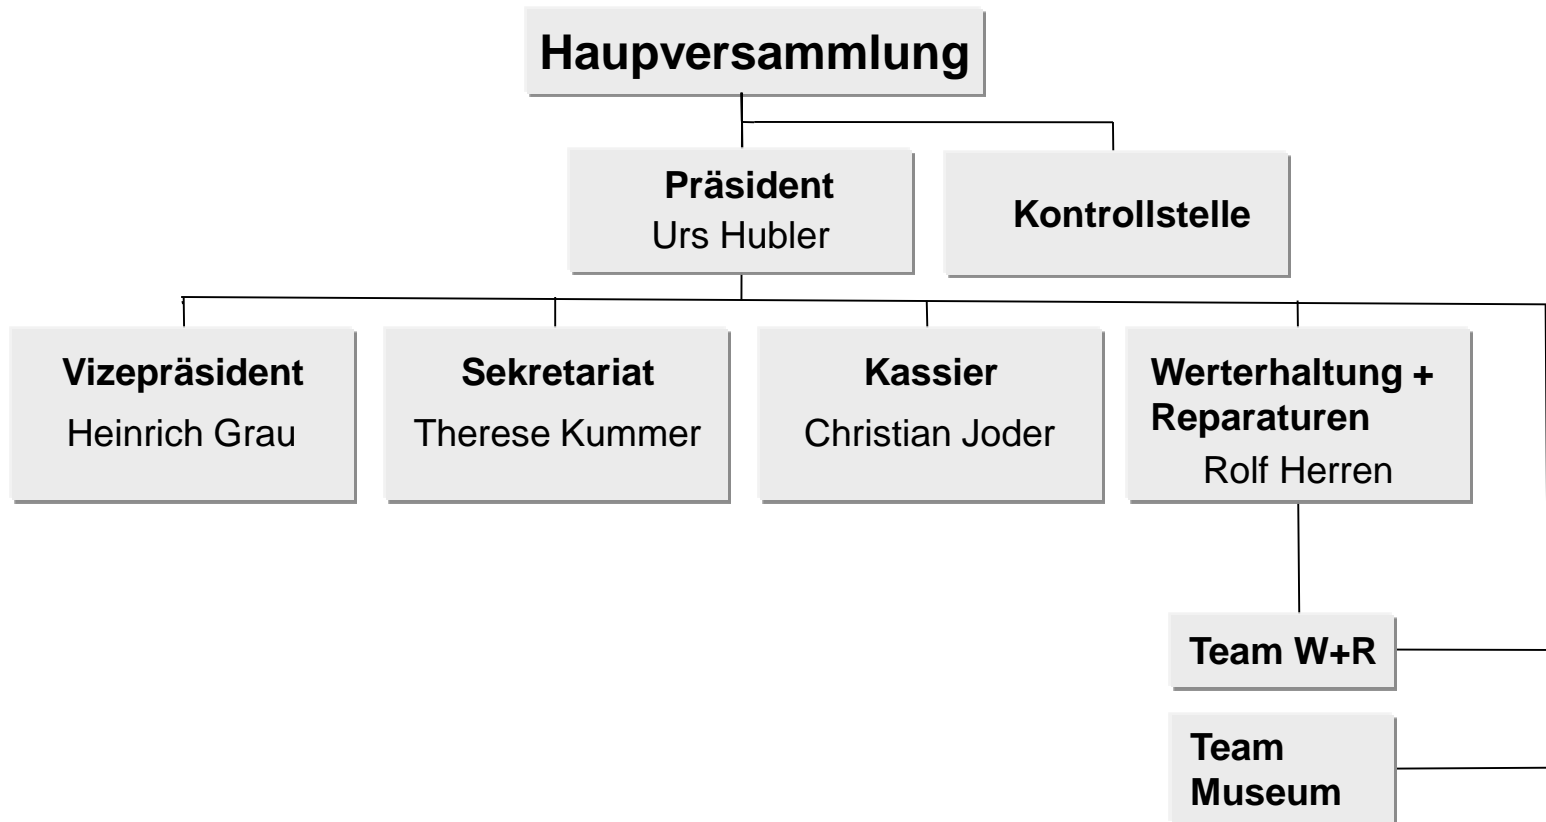 Haupversammlung
Präsident
Urs Hubler
Kontrollstelle
Vizepräsident
Heinrich Grau
Sekretariat
Therese Kummer
Kassier
Christian Joder
Werterhaltung +
Reparaturen
Rolf Herren
Team W+R
Team
Museum